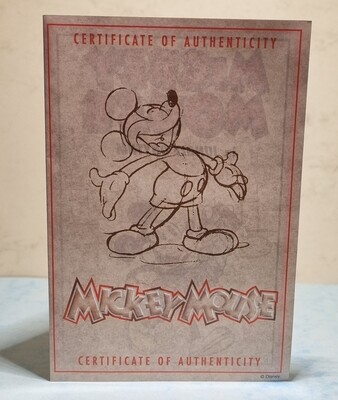 CERTIFICATE OF AUTHENTICITY
MICKEY MOUSE
CERTIFICATE OF AUTHENTICITY
© Disney